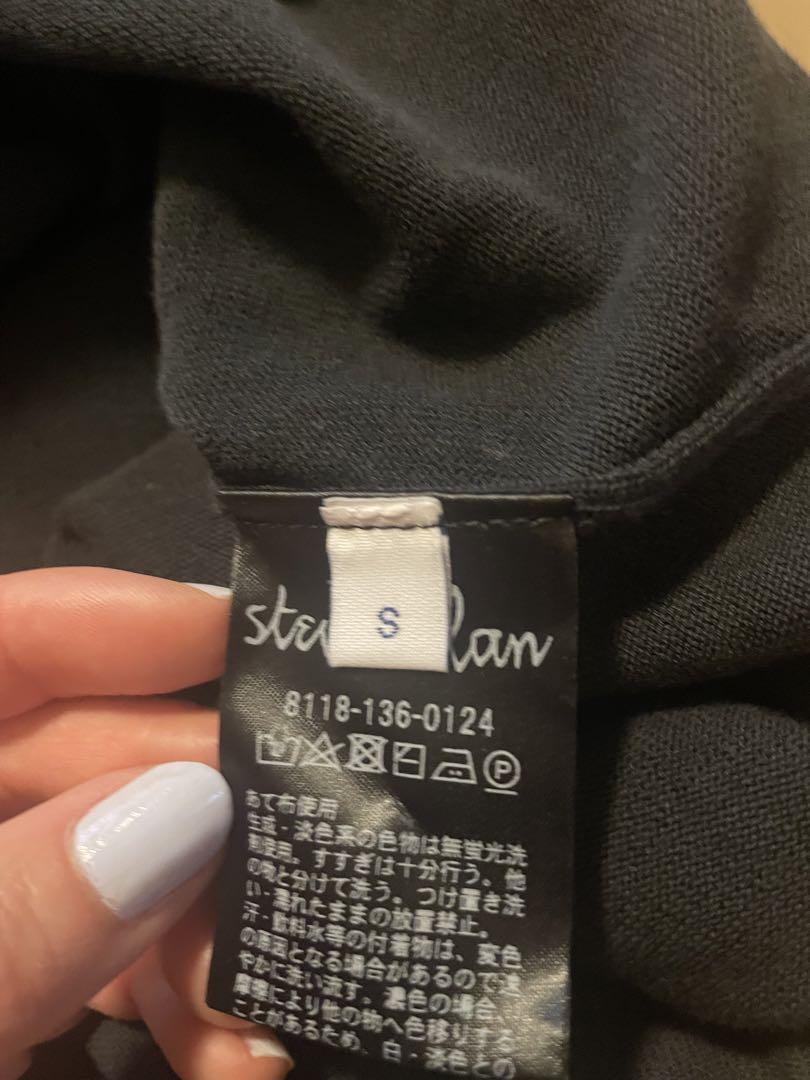 S
8118-136-0124
P
あて布使用
生成・淡色系の色物は無蛍光洗
剤使用。すすぎは十分行う。他
の物と分けて洗う。つけ置き洗
い・濡れたままの放置禁止。
汗・飲料水等の付着物は、変色
の原因となる場合があるので速
やかに洗い流す。濃色の場合、
摩擦により他の物へ色移りする
ことがあるため、白・淡色との